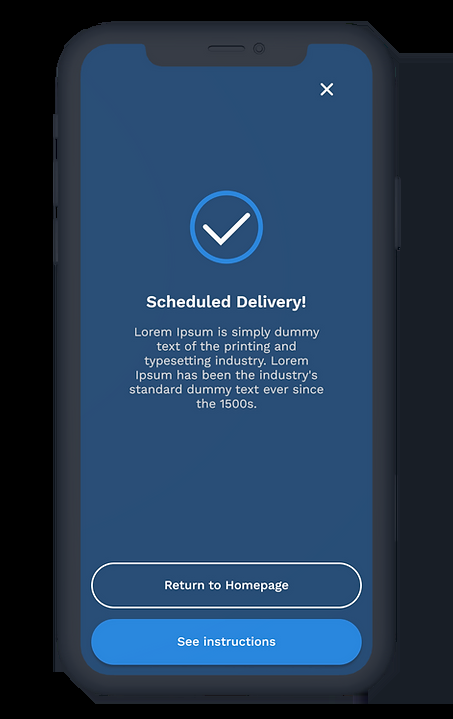 Scheduled Delivery!
Lorem Ipsum is simply dummy
text of the printing and
typesetting industry. Lorem
Ipsum has been the industry's
standard dummy text ever since
the 1500s.
Return to Homepage
See instructions